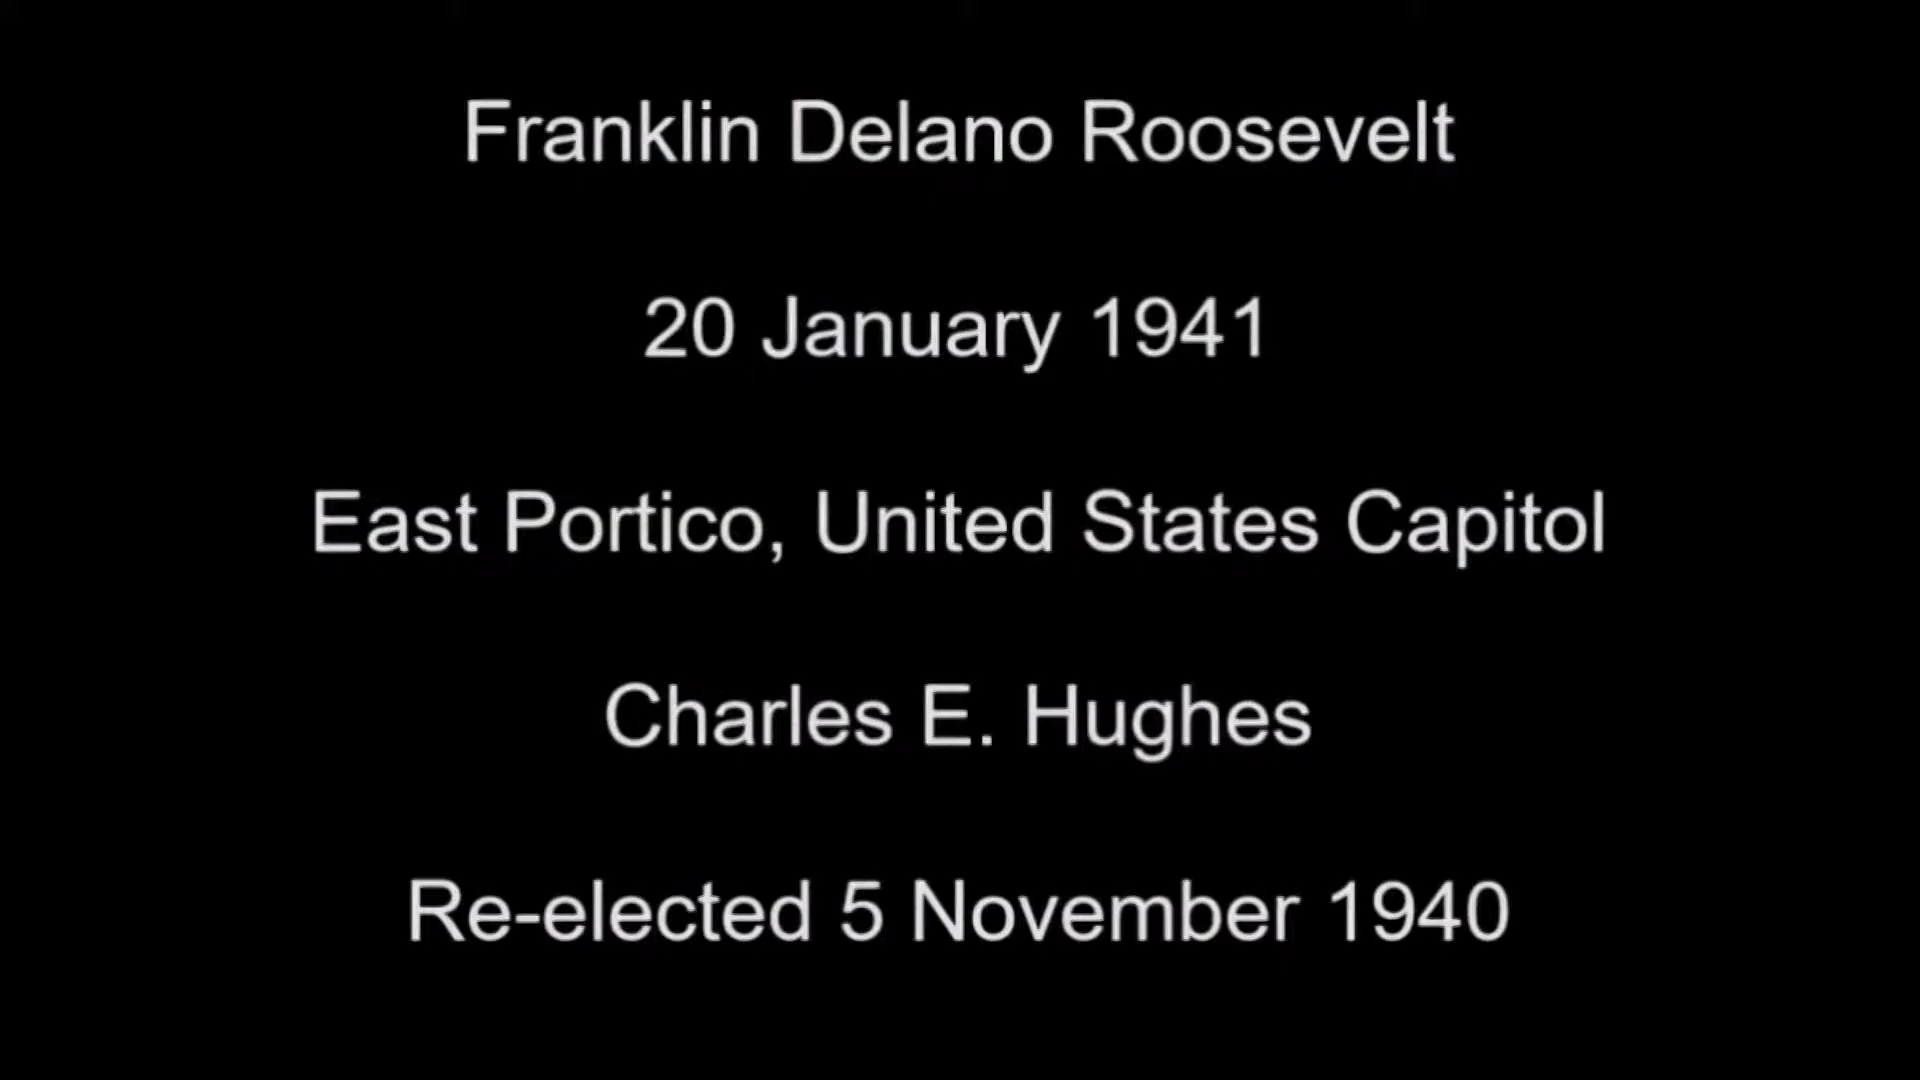 Franklin Delano Roosevelt
20 January 1941
East Portico, United States Capitol
Charles E. Hughes
Re-elected 5 November 1940